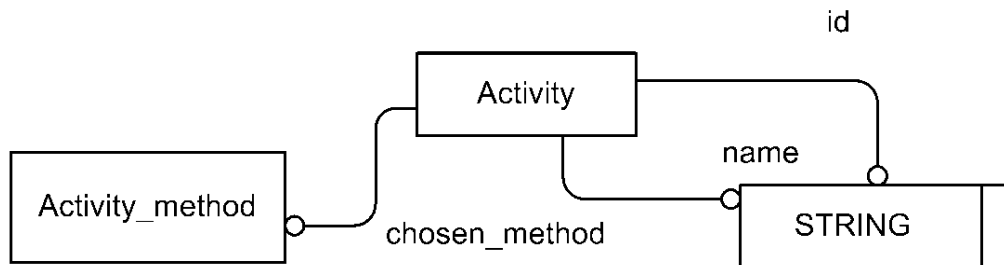 id
Activity
name
Activity_method
chosen_method
STRING